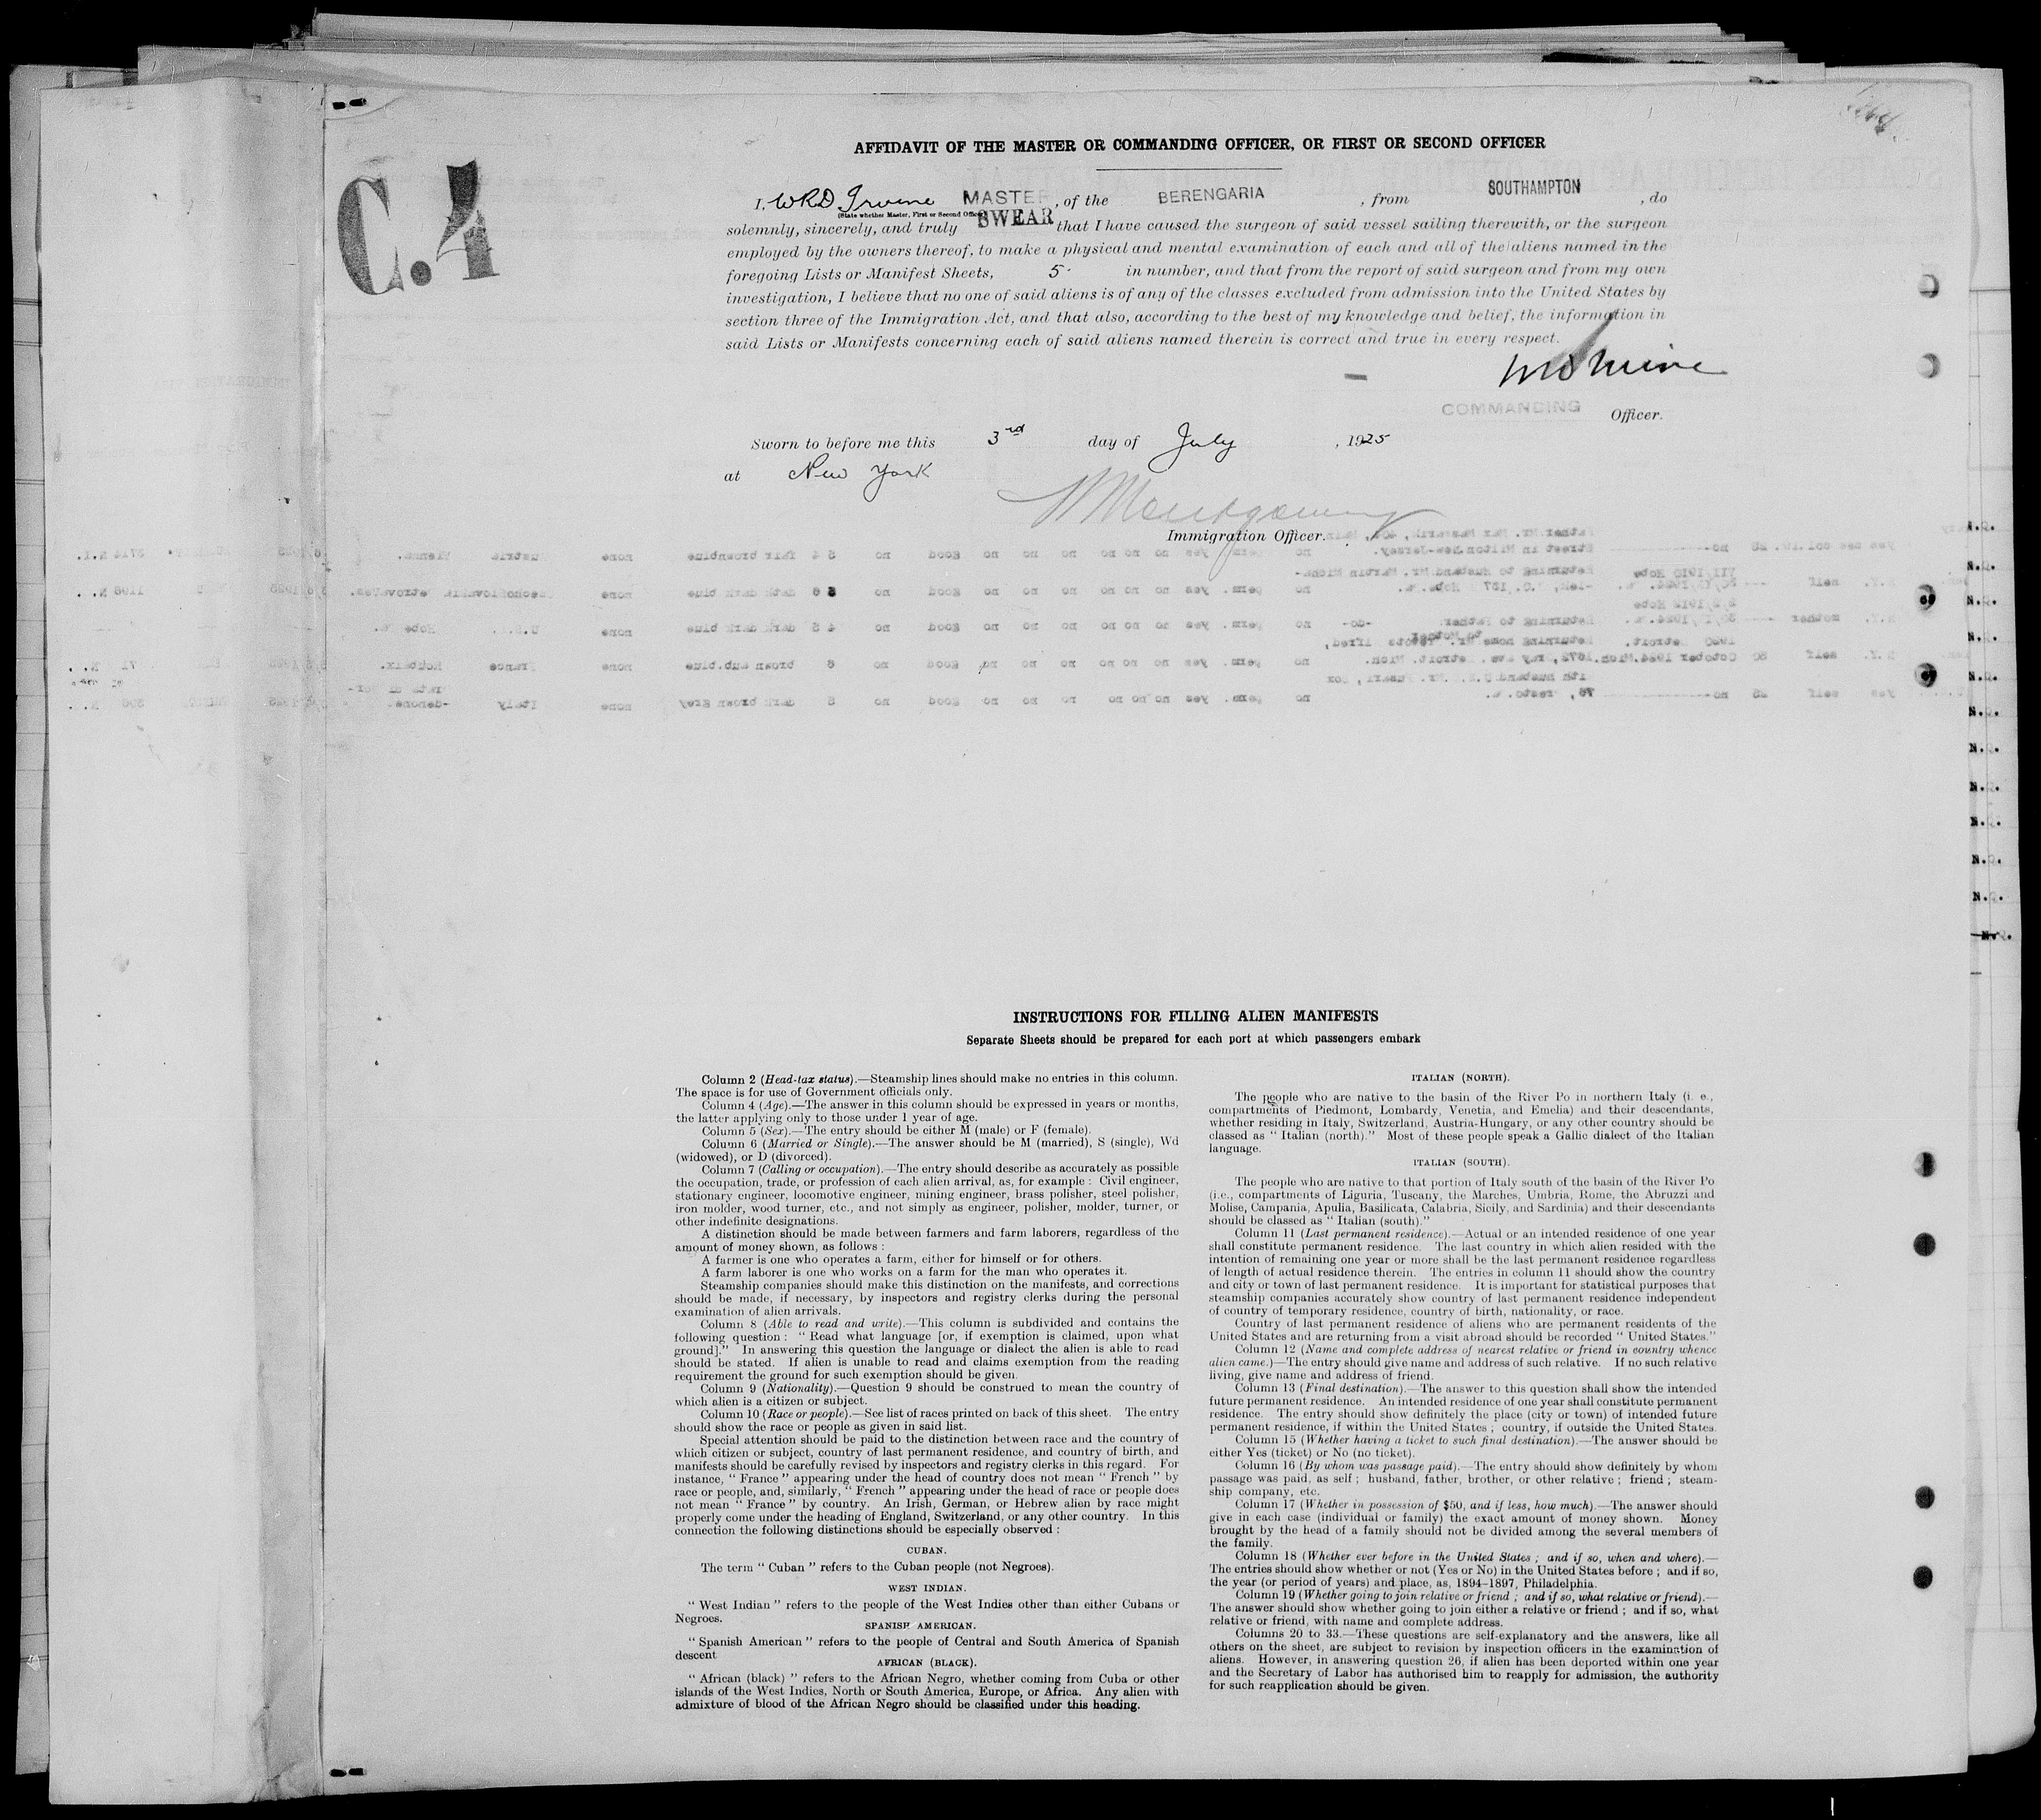 AFFIDAVIT OF THE MASTER OR COMMANDING OFFICER, OR FIRST OR SECOND OFFICER
C.4
I, WRD Irvine MASTER, of the BERENGARIA, from SOUTHAMPTON, do
(State whether Master, First or Second Officer)
solemnly, sincerely, and truly SWEAR that I have caused the surgeon of said vessel sailing therewith, or the surgeon
employed by the owners thereof, to make a physical and mental examination of each and all of the aliens named in the
foregoing Lists or Manifest Sheets, 5 in number, and that from the report of said surgeon and from my own
investigation, I believe that no one of said aliens is of any of the classes excluded from admission into the United States by
section three of the Immigration Act, and that also, according to the best of my knowledge and belief, the information in
said Lists or Manifests concerning each of said aliens named therein is correct and true in every respect.
WRD Irvine
COMMANDING Officer.
Sworn to before me this 3rd day of July, 1925
at New York
Montgomery
Immigration Officer.
INSTRUCTIONS FOR FILLING ALIEN MANIFESTS
Separate Sheets should be prepared for each port at which passengers embark
Column 2 (Head-tax status).—Steamship lines should make no entries in this column.
The space is for use of Government officials only.
Column 4 (Age).—The answer in this column should be expressed in years or months,
the latter applying only to those under 1 year of age.
Column 5 (Sex).—The entry should be either M (male) or F (female).
Column 6 (Married or Single).—The answer should be M (married), S (single), Wd
(widowed), or D (divorced).
Column 7 (Calling or occupation).—The entry should describe as accurately as possible
the occupation, trade, or profession of each alien arrival, as, for example : Civil engineer,
stationary engineer, locomotive engineer, mining engineer, brass polisher, steel polisher,
iron molder, wood turner, etc., and not simply as engineer, polisher, molder, turner, or
other indefinite designations.
A distinction should be made between farmers and farm laborers, regardless of the
amount of money shown, as follows :
A farmer is one who operates a farm, either for himself or for others.
A farm laborer is one who works on a farm for the man who operates it.
Steamship companies should make this distinction on the manifests, and corrections
should be made, if necessary, by inspectors and registry clerks during the personal
examination of alien arrivals.
Column 8 (Able to read and write).—This column is subdivided and contains the
following question : " Read what language [or, if exemption is claimed, upon what
ground]." In answering this question the language or dialect the alien is able to read
should be stated. If alien is unable to read and claims exemption from the reading
requirement the ground for such exemption should be given.
Column 9 (Nationality).—Question 9 should be construed to mean the country of
which alien is a citizen or subject.
Column 10 (Race or people).—See list of races printed on back of this sheet. The entry
should show the race or people as given in said list.
Special attention should be paid to the distinction between race and the country of
which citizen or subject, country of last permanent residence, and country of birth, and
manifests should be carefully revised by inspectors and registry clerks in this regard. For
instance, " France " appearing under the head of country does not mean " French " by
race or people, and, similarly, " French " appearing under the head of race or people does
not mean " France " by country. An Irish, German, or Hebrew alien by race might
properly come under the heading of England, Switzerland, or any other country. In this
connection the following distinctions should be especially observed :
CUBAN.
The term " Cuban " refers to the Cuban people (not Negroes).
WEST INDIAN.
" West Indian " refers to the people of the West Indies other than either Cubans or
Negroes.
SPANISH AMERICAN.
" Spanish American " refers to the people of Central and South America of Spanish
descent
AFRICAN (BLACK).
" African (black) " refers to the African Negro, whether coming from Cuba or other
islands of the West Indies, North or South America, Europe, or Africa. Any alien with
admixture of blood of the African Negro should be classified under this heading.
ITALIAN (NORTH).
The people who are native to the basin of the River Po in northern Italy (i. e.,
compartments of Piedmont, Lombardy, Venetia, and Emelia) and their descendants,
whether residing in Italy, Switzerland, Austria-Hungary, or any other country should be
classed as " Italian (north)." Most of these people speak a Gallic dialect of the Italian
language.
ITALIAN (SOUTH).
The people who are native to that portion of Italy south of the basin of the River Po
(i.e., compartments of Liguria, Tuscany, the Marches, Umbria, Rome, the Abruzzi and
Molise, Campania, Apulia, Basilicata, Calabria, Sicily, and Sardinia) and their descendants
should be classed as " Italian (south)."
Column 11 (Last permanent residence).—Actual or an intended residence of one year
shall constitute permanent residence. The last country in which alien resided with the
intention of remaining one year or more shall be the last permanent residence regardless
of length of actual residence therein. The entries in column 11 should show the country
and city or town of last permanent residence. It is important for statistical purposes that
steamship companies accurately show country of last permanent residence independent
of country of temporary residence, country of birth, nationality, or race.
Country of last permanent residence of aliens who are permanent residents of the
United States and are returning from a visit abroad should be recorded " United States."
Column 12 (Name and complete address of nearest relative or friend in country whence
alien came.)—The entry should give name and address of such relative. If no such relative
living, give name and address of friend.
Column 13 (Final destination).—The answer to this question shall show the intended
future permanent residence. An intended residence of one year shall constitute permanent
residence. The entry should show definitely the place (city or town) of intended future
permanent residence, if within the United States ; country, if outside the United States.
Column 15 (Whether having a ticket to such final destination).—The answer should be
either Yes (ticket) or No (no ticket).
Column 16 (By whom was passage paid).—The entry should show definitely by whom
passage was paid, as self ; husband, father, brother, or other relative ; friend ; steam-
ship company, etc.
Column 17 (Whether in possession of $50, and if less, how much).—The answer should
give in each case (individual or family) the exact amount of money shown. Money
brought by the head of a family should not be divided among the several members of
the family.
Column 18 (Whether ever before in the United States ; and if so, when and where).—
The entries should show whether or not (Yes or No) in the United States before ; and if so,
the year (or period of years) and place, as, 1894–1897, Philadelphia.
Column 19 (Whether going to join relative or friend ; and if so, what relative or friend).—
The answer should show whether going to join either a relative or friend ; and if so, what
relative or friend, with name and complete address.
Columns 20 to 33.—These questions are self-explanatory and the answers, like all
others on the sheet, are subject to revision by inspection officers in the examination of
aliens. However, in answering question 26, if alien has been deported within one year
and the Secretary of Labor has authorised him to reapply for admission, the authority
for such reapplication should be given.